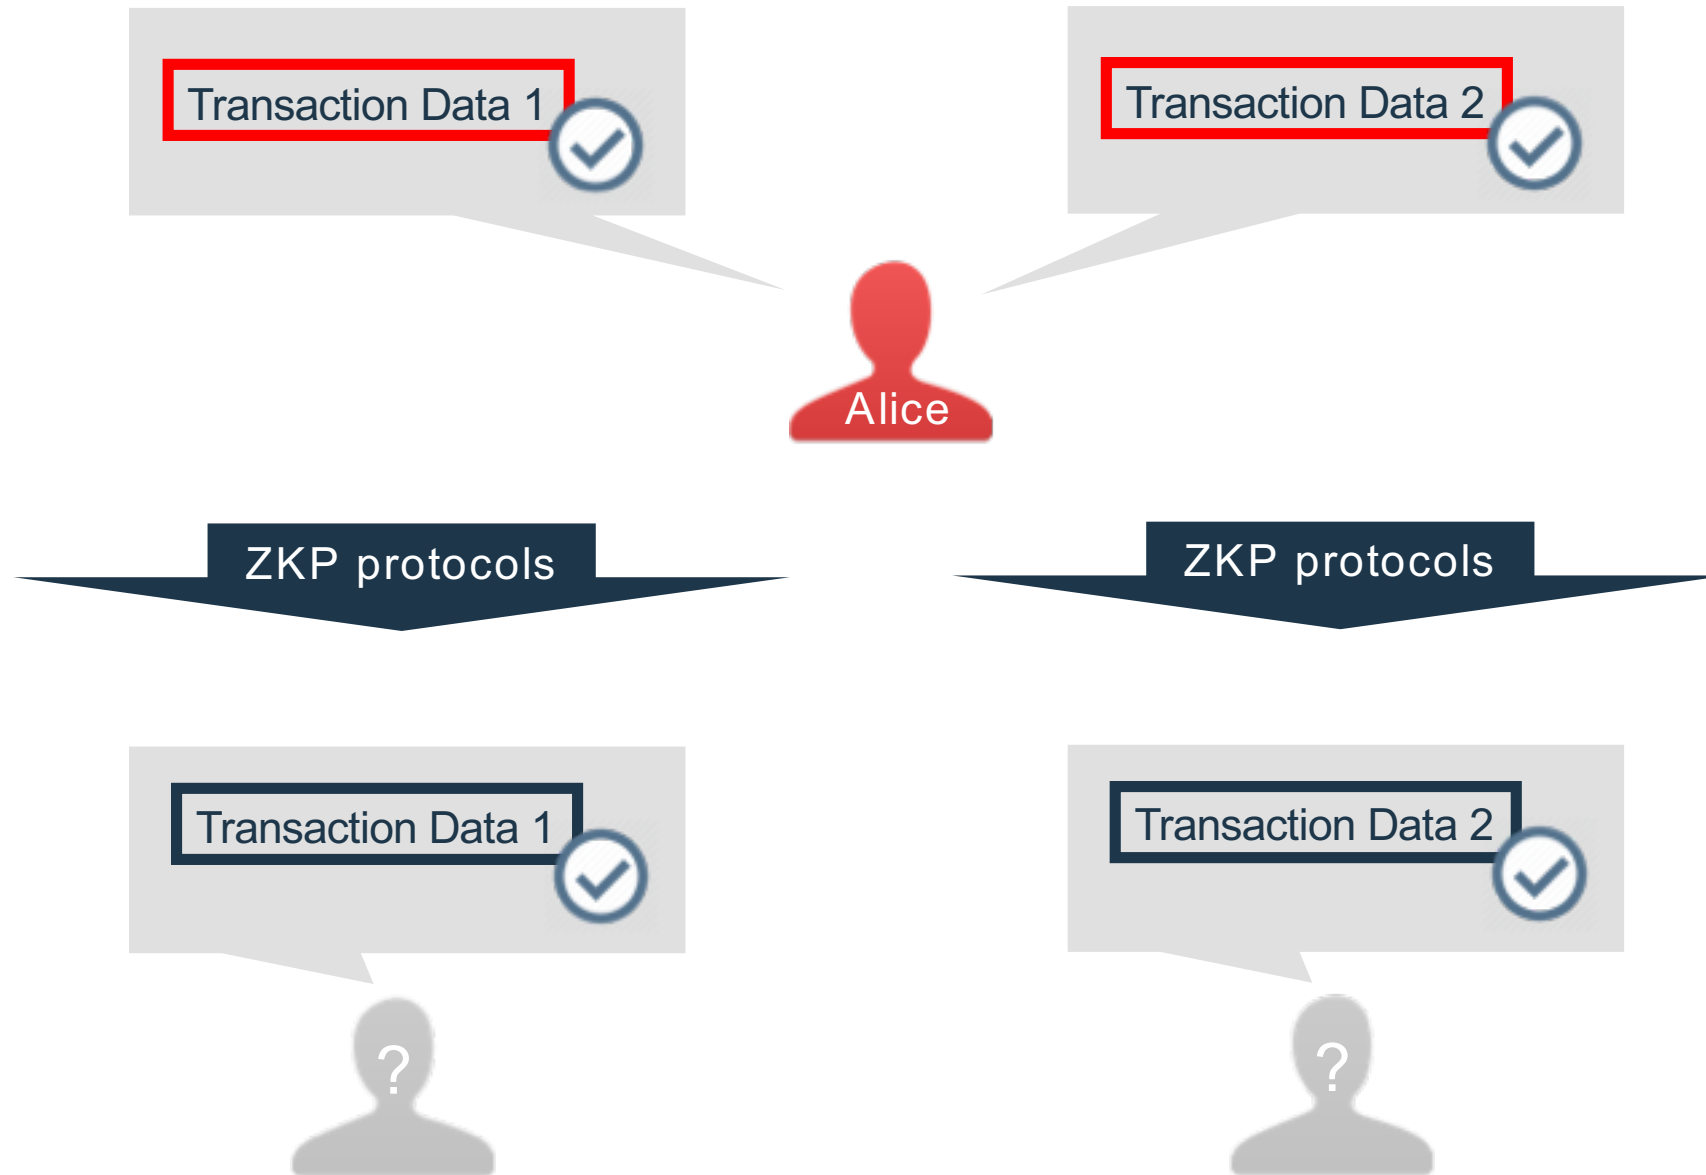 Transaction Data 1
Transaction Data 2
Alice
ZKP protocols
ZKP protocols
Transaction Data 1
Transaction Data 2
?
?